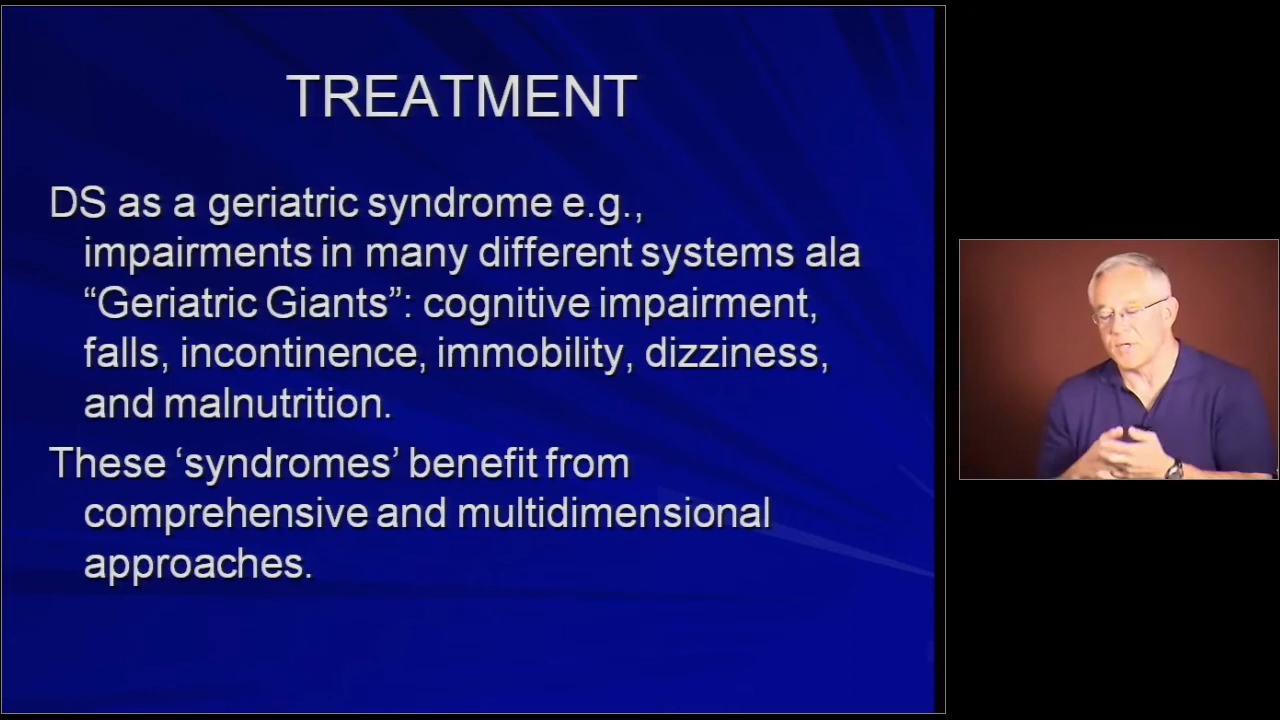 TREATMENT
DS as a geriatric syndrome e.g.,
impairments in many different systems ala
“Geriatric Giants”: cognitive impairment,
falls, incontinence, immobility, dizziness,
and malnutrition.
These ‘syndromes’ benefit from
comprehensive and multidimensional
approaches.